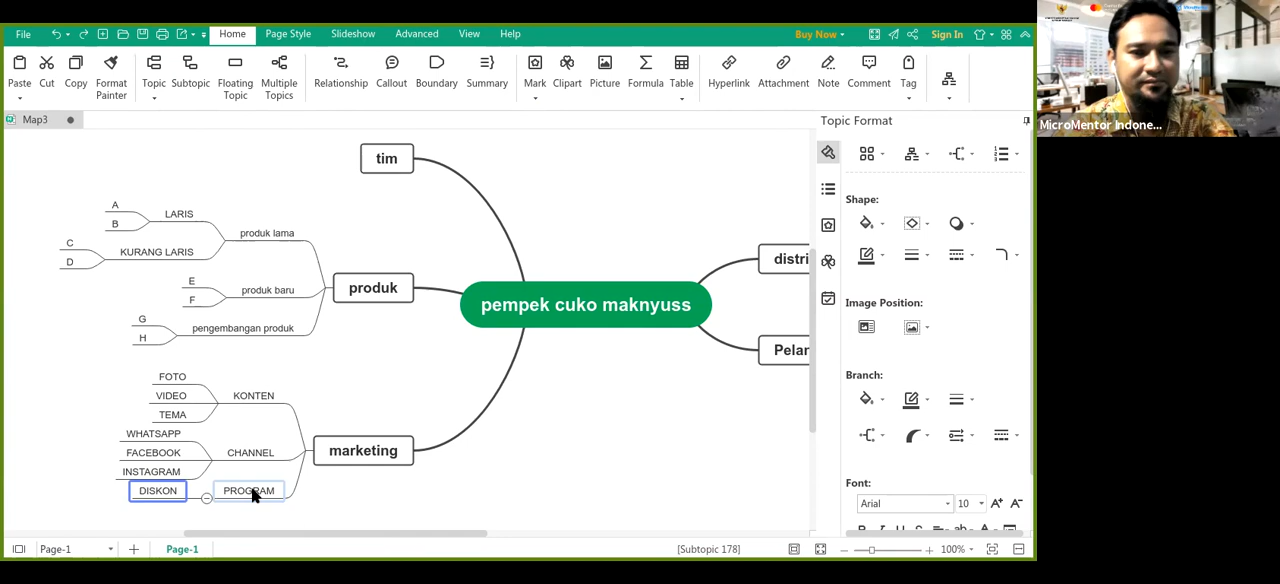 File
Home
Page Style
Slideshow
Advanced
View
Help
Buy Now
Sign In
Paste
Cut
Copy
Format Painter
Topic
Subtopic
Floating Topic
Multiple Topics
Relationship
Callout
Boundary
Summary
Mark
Clipart
Picture
Formula
Table
Hyperlink
Attachment
Note
Comment
Tag
Map3
tim
LARIS
A
B
KURANG LARIS
C
D
produk lama
E
F
produk baru
G
H
pengembangan produk
produk
pempek cuko maknyuss
distri
Pelan
FOTO
VIDEO
TEMA
KONTEN
WHATSAPP
FACEBOOK
INSTAGRAM
CHANNEL
DISKON
PROGRAM
marketing
Topic Format
Shape:
Image Position:
Branch:
Font:
Arial
10
Page-1
Page-1
[Subtopic 178]
100%
MicroMentor Indone...